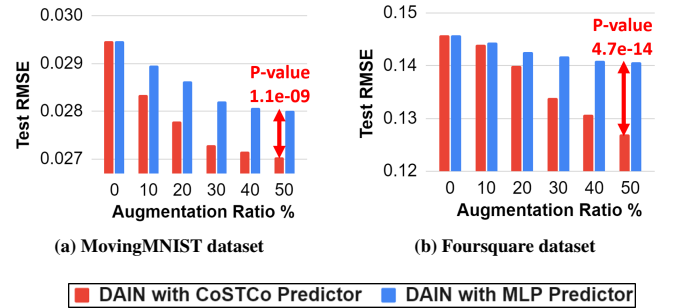 0.030
0.029
0.028
0.027
Test RMSE
P-value
1.1e-09
0 10 20 30 40 50
Augmentation Ratio %
(a) MovingMNIST dataset
0.15
0.14
0.13
0.12
Test RMSE
P-value
4.7e-14
0 10 20 30 40 50
Augmentation Ratio %
(b) Foursquare dataset
DAIN with CoSTCo Predictor DAIN with MLP Predictor